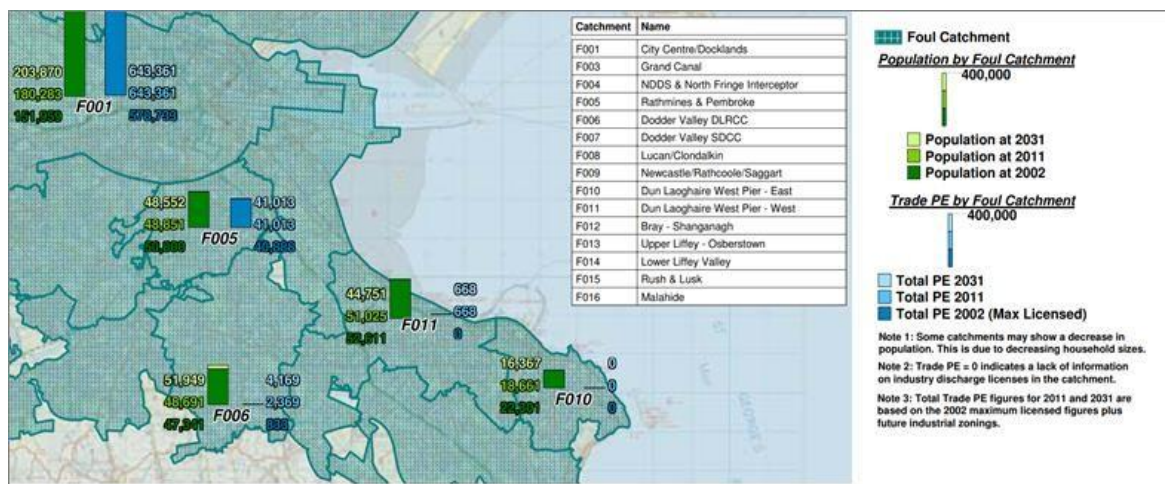 203,870
180,283
151,959
F001
643,361
643,361
570,733
48,552
48,851
F005
41,013
41,013
44,751
51,025
52,611
F011
668
668
0
51,949
48,691
47,341
F006
4,169
2,369
833
16,367
18,661
22,301
F010
0
0
0
Catchment Name
F001 City Centre/Docklands
F003 Grand Canal
F004 NDDS & North Fringe Interceptor
F005 Rathmines & Pembroke
F006 Dodder Valley DLRCC
F007 Dodder Valley SDCC
F008 Lucan/Clondalkin
F009 Newcastle/Rathcoole/Saggart
F010 Dun Laoghaire West Pier - East
F011 Dun Laoghaire West Pier - West
F012 Bray - Shanganagh
F013 Upper Liffey - Osberstown
F014 Lower Liffey Valley
F015 Rush & Lusk
F016 Malahide
Foul Catchment
Population by Foul Catchment
400,000
Population at 2031
Population at 2011
Population at 2002
Trade PE by Foul Catchment
400,000
Total PE 2031
Total PE 2011
Total PE 2002 (Max Licensed)
Note 1: Some catchments may show a decrease in
population. This is due to decreasing household sizes.
Note 2: Trade PE = 0 indicates a lack of information
on industry discharge licenses in the catchment.
Note 3: Total Trade PE figures for 2011 and 2031 are
based on the 2002 maximum licensed figures plus
future industrial zonings.